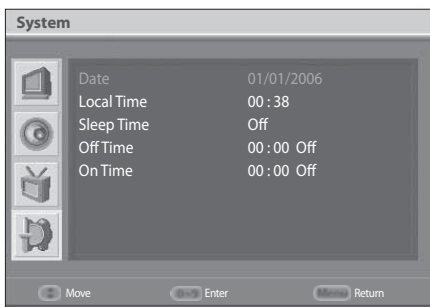 System
Date 01/01/2006
Local Time 00 : 38
Sleep Time Off
Off Time 00 : 00 Off
On Time 00 : 00 Off
Move Enter Menu Return